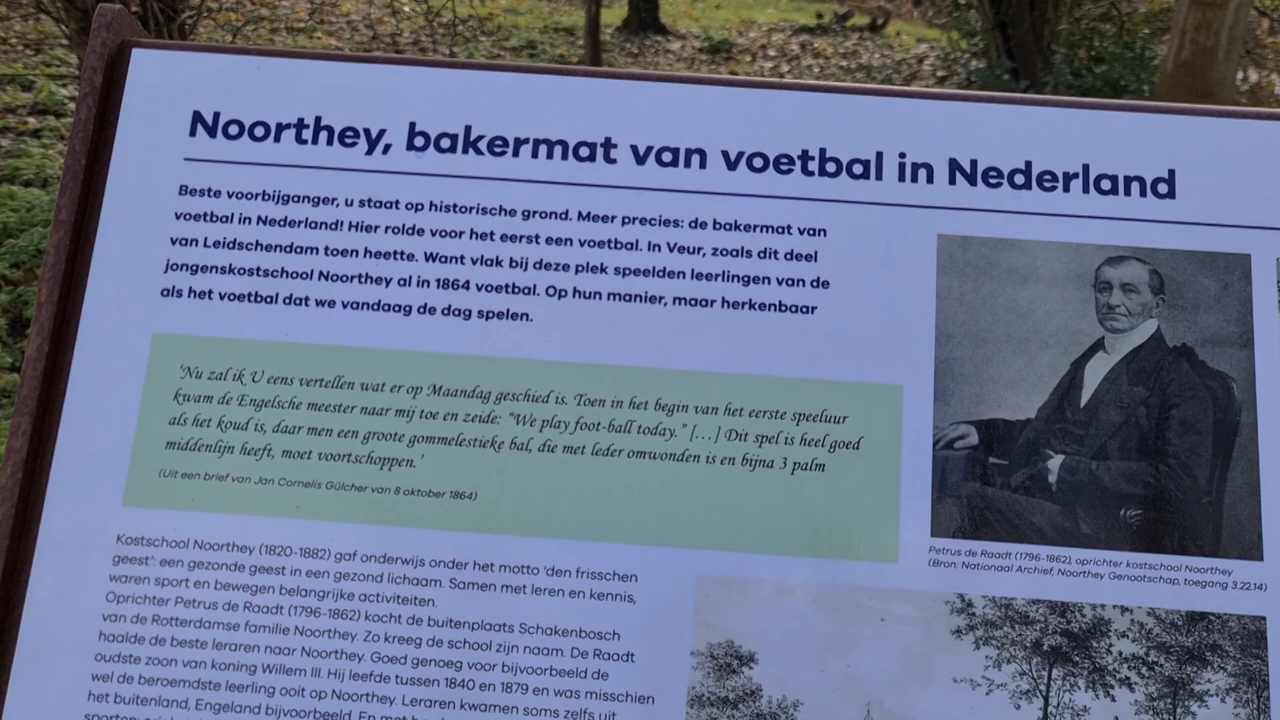 Noorthey, bakermat van voetbal in Nederland
Beste voorbijganger, u staat op historische grond. Meer precies: de bakermat van
voetbal in Nederland! Hier rolde voor het eerst een voetbal. In Veur, zoals dit deel
van Leidschendam toen heette. Want vlak bij deze plek speelden leerlingen van de
jongenskostschool Noorthey al in 1864 voetbal. Op hun manier, maar herkenbaar
als het voetbal dat we vandaag de dag spelen.
‘Nu zal ik U eens vertellen wat er op Maandag geschied is. Toen in het begin van het eerste speeluur
kwam de Engelsche meester naar mij toe en zeide: “We play foot-ball today.” [...] Dit spel is heel goed
als het koud is, daar men een groote gommelestieke bal, die met leder omwonden is en bijna 3 palm
middenlijn heeft, moet voortschoppen.’
(Uit een brief van Jan Cornelis Gülcher van 8 oktober 1864)
Kostschool Noorthey (1820-1882) gaf onderwijs onder het motto ‘den frisschen
geest’: een gezonde geest in een gezond lichaam. Samen met leren en kennis,
waren sport en bewegen belangrijke activiteiten.
Oprichter Petrus de Raadt (1796-1862) kocht de buitenplaats Schakenbosch
van de Rotterdamse familie Noorthey. Zo kreeg de school zijn naam. De Raadt
haalde de beste leraren naar Noorthey. Goed genoeg voor bijvoorbeeld de
oudste zoon van koning Willem III. Hij leefde tussen 1840 en 1879 en was misschien
wel de beroemdste leerling ooit op Noorthey. Leraren kwamen soms zelfs uit
het buitenland, Engeland bijvoorbeeld. En met
Petrus de Raadt (1796-1862), oprichter kostschool Noorthey
(Bron: Nationaal Archief, Noorthey Genootschap, toegang 3.22.14)